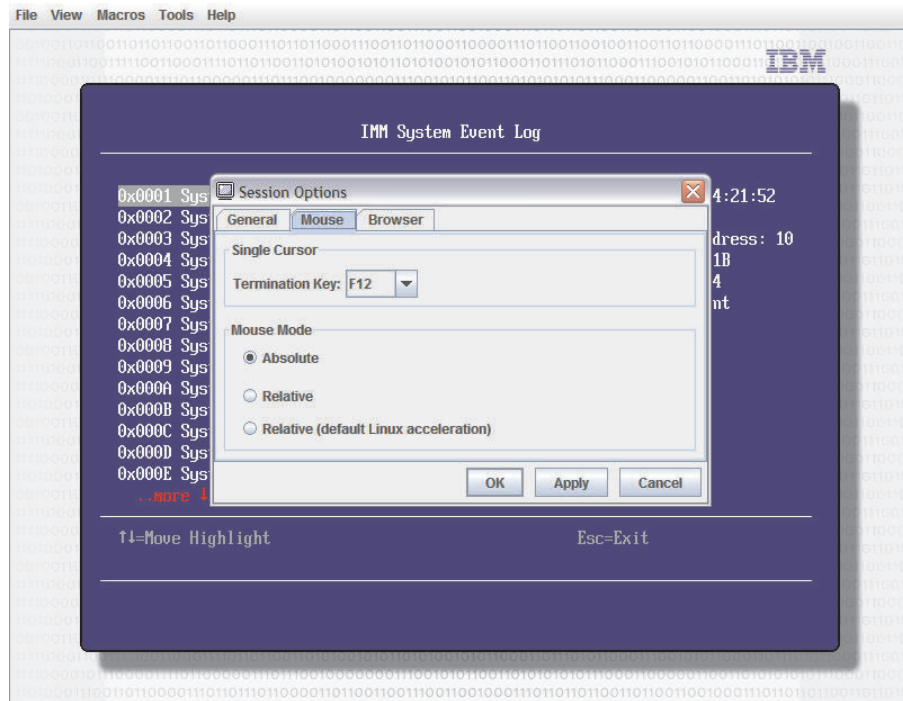 File View Macros Tools Help
IBM
IMM System Event Log
Session Options
General Mouse Browser
Single Cursor
Termination Key: F12
Mouse Mode
Absolute
Relative
Relative (default Linux acceleration)
OK Apply Cancel
0x0001 Sys 4:21:52
0x0002 Sys
0x0003 Sys dress: 10
0x0004 Sys 1B
0x0005 Sys 4
0x0006 Sys nt
0x0007 Sys
0x0008 Sys
0x0009 Sys
0x000A Sys
0x000B Sys
0x000C Sys
0x000D Sys
0x000E Sys
..more ↓
↑↓=Move Highlight Esc=Exit